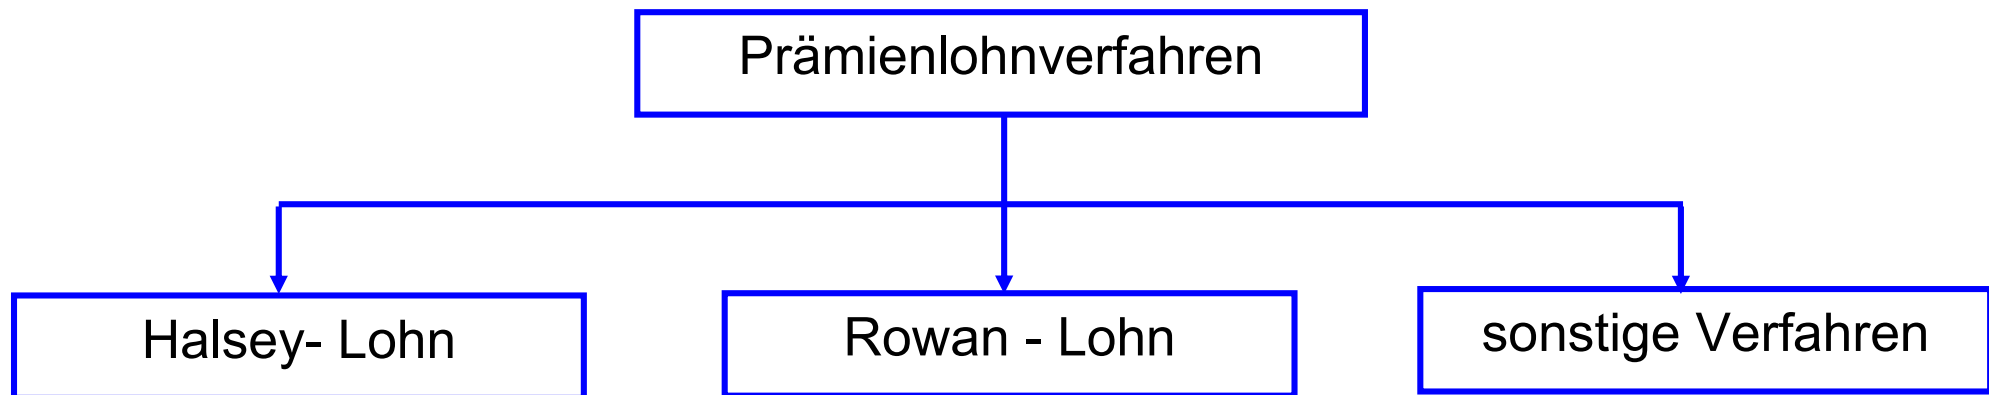 Prämienlohnverfahren
Halsey- Lohn
Rowan - Lohn
sonstige Verfahren